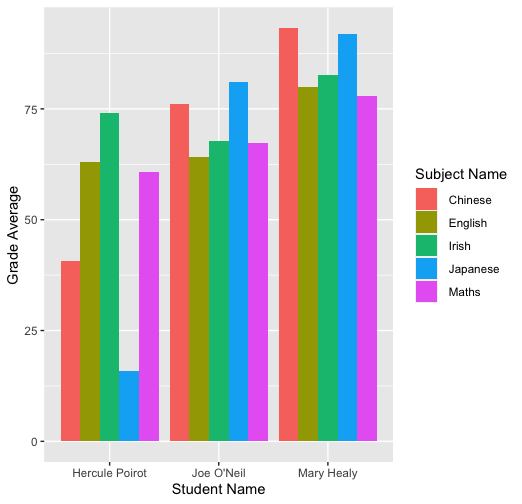 Grade Average
75
50
25
0
Hercule Poirot
Joe O'Neil
Mary Healy
Student Name
Subject Name
Chinese
English
Irish
Japanese
Maths